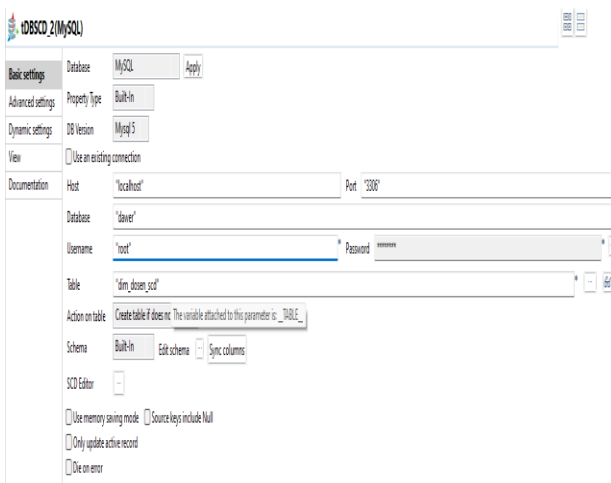 tDBSCD_2(MySQL)
Basic settings
Advanced settings
Dynamic settings
View
Documentation
Database MySQL Apply
Property Type Built-In
DB Version Mysql 5
Use an existing connection
Host "localhost" Port "3306"
Database "dawer"
Username "root" * Password ******** *
Table "dim_dosen_scd" * ...
Action on table Create table if does no The variable attached to this parameter is: __TABLE__
Schema Built-In Edit schema ... Sync columns
SCD Editor ...
Use memory saving mode Source keys include Null
Only update active record
Die on error